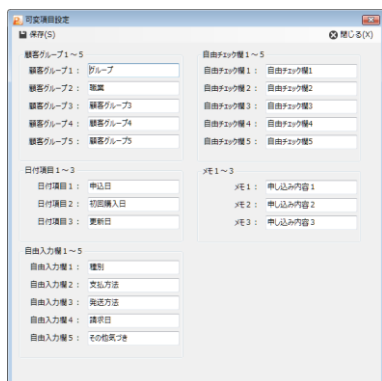 可変項目設定
保存(S)
閉じる(X)
顧客グループ1～5
顧客グループ1： グループ
顧客グループ2： 職業
顧客グループ3： 顧客グループ3
顧客グループ4： 顧客グループ4
顧客グループ5： 顧客グループ5
自由チェック欄1～5
自由チェック欄1： 自由チェック欄1
自由チェック欄2： 自由チェック欄2
自由チェック欄3： 自由チェック欄3
自由チェック欄4： 自由チェック欄4
自由チェック欄5： 自由チェック欄5
日付項目1～3
日付項目1： 申込日
日付項目2： 初回購入日
日付項目3： 更新日
メモ1～3
メモ1： 申し込み内容1
メモ2： 申し込み内容2
メモ3： 申し込み内容3
自由入力欄1～5
自由入力欄1： 種別
自由入力欄2： 支払方法
自由入力欄3： 発送方法
自由入力欄4： 請求日
自由入力欄5： その他気づき